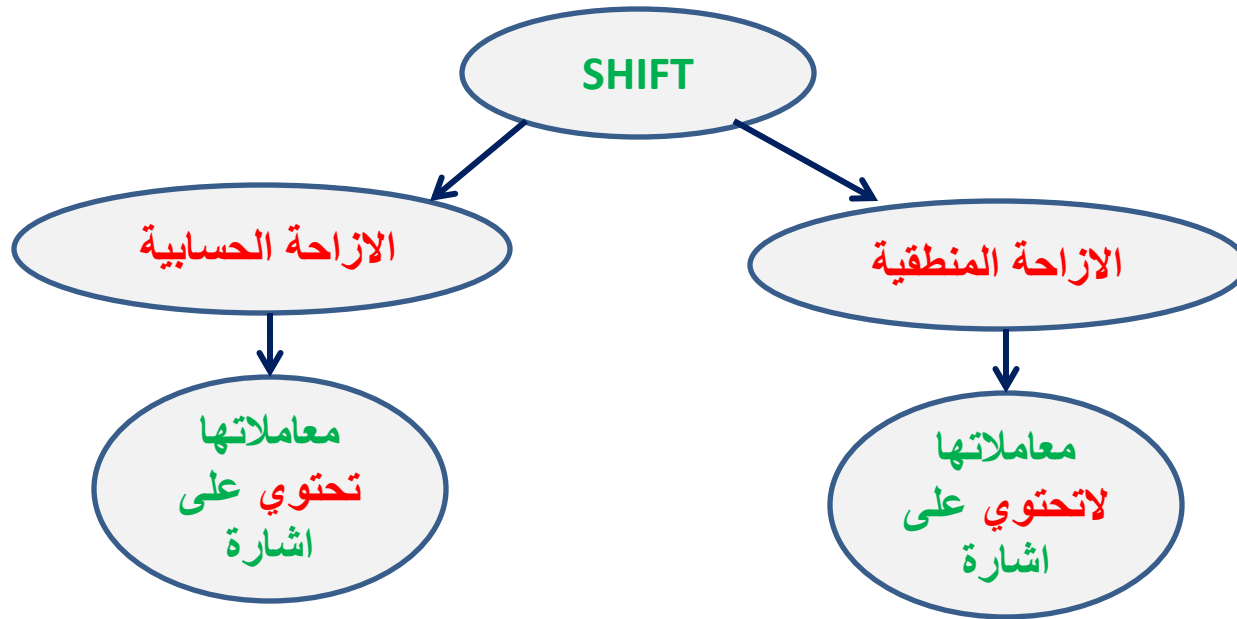 SHIFT
الازاحة المنطقية
الازاحة الحسابية
معاملاتها
لاتحتوي على
اشارة
معاملاتها
تحتوي على
اشارة